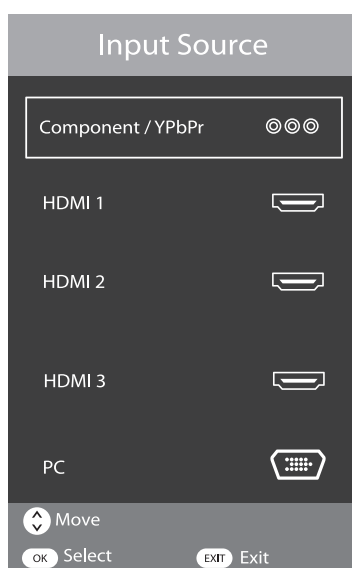 Input Source
Component / YPbPr
HDMI 1
HDMI 2
HDMI 3
PC
Move
OK Select EXIT Exit